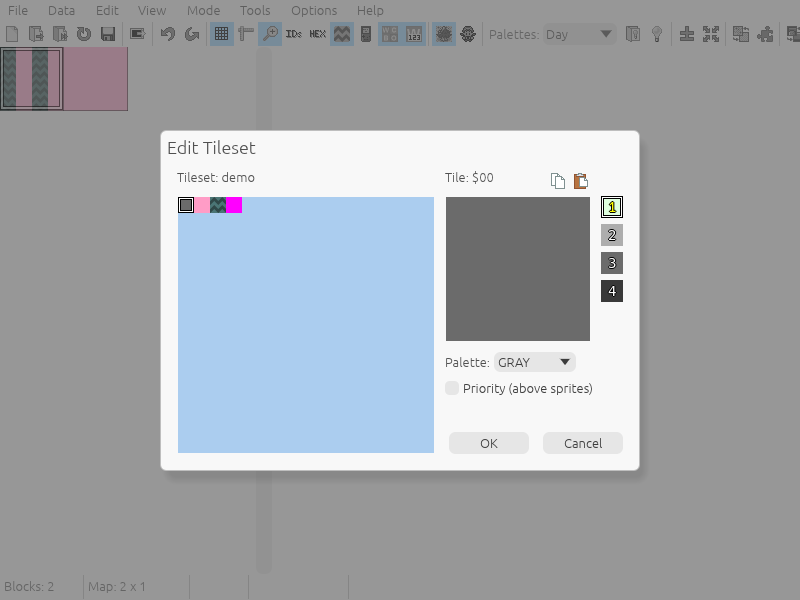 File Data Edit View Mode Tools Options Help
IDs HEX 123 Palettes: Day
Edit Tileset
Tileset: demo
Tile: $00
1
2
3
4
Palette: GRAY
Priority (above sprites)
OK Cancel
Blocks: 2 Map: 2 x 1